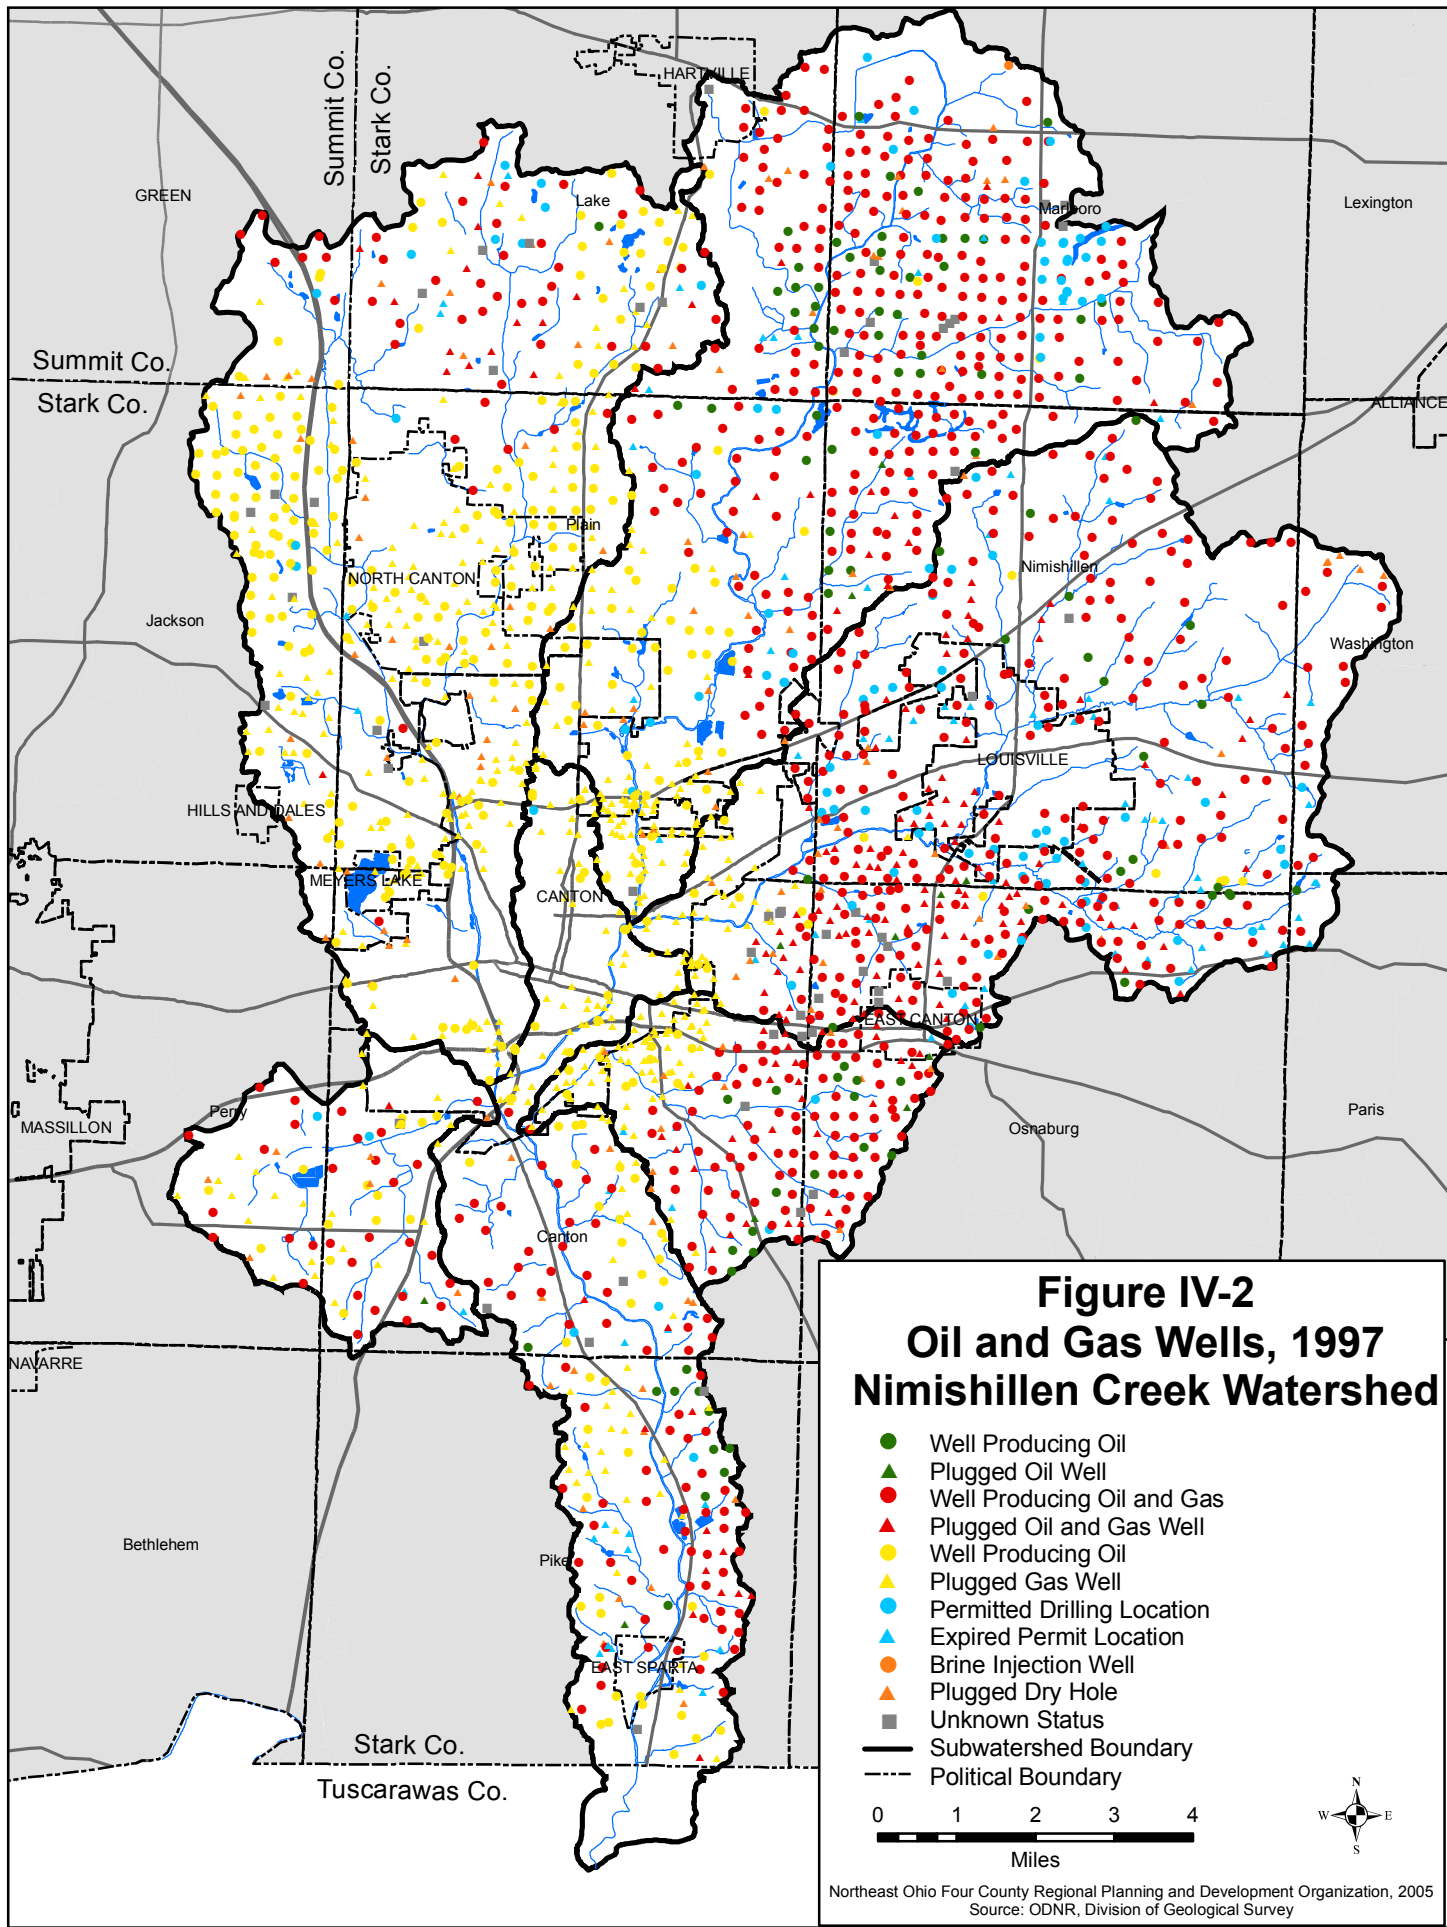 HARTVILLE
Summit Co.
Stark Co.
GREEN
Lake
Marlboro
Lexington
Summit Co.
Stark Co.
ALLIANCE
Plain
Nimishillen
NORTH CANTON
Jackson
Washington
LOUISVILLE
HILLS AND DALES
MEYERS LAKE
CANTON
EAST CANTON
Perry
MASSILLON
Paris
Osnaburg
Canton
NAVARRE
Bethlehem
Pike
EAST SPARTA
Stark Co.
Tuscarawas Co.
Figure IV-2
Oil and Gas Wells, 1997
Nimishillen Creek Watershed
Well Producing Oil
Plugged Oil Well
Well Producing Oil and Gas
Plugged Oil and Gas Well
Well Producing Oil
Plugged Gas Well
Permitted Drilling Location
Expired Permit Location
Brine Injection Well
Plugged Dry Hole
Unknown Status
Subwatershed Boundary
Political Boundary
0 1 2 3 4
Miles
N
W E
S
Northeast Ohio Four County Regional Planning and Development Organization, 2005
Source: ODNR, Division of Geological Survey